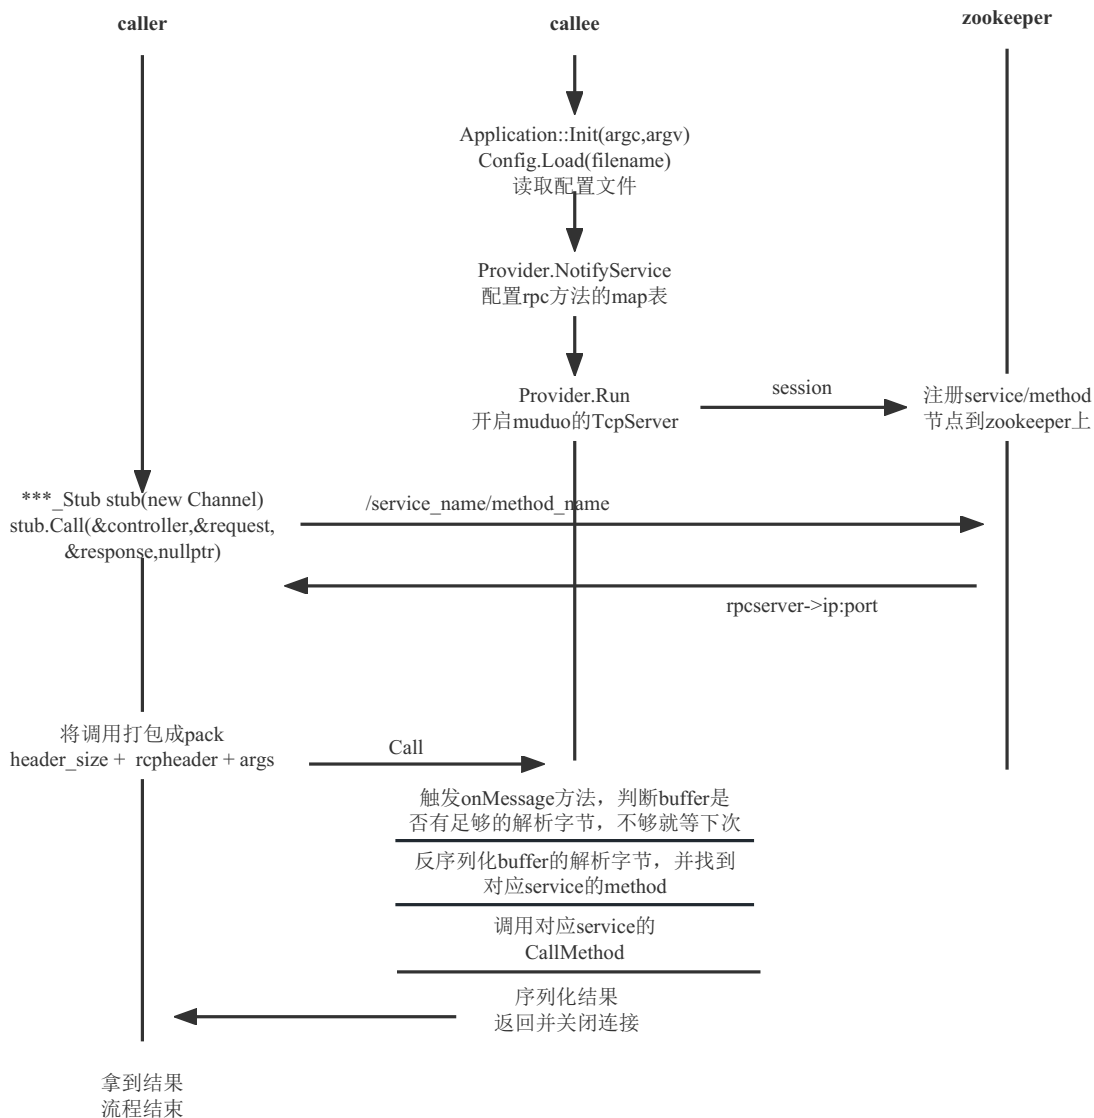 caller
callee
zookeeper
Application::Init(argc,argv)
Config.Load(filename)
读取配置文件
Provider.NotifyService
配置rpc方法的map表
Provider.Run
开启muduo的TcpServer
session
注册service/method
节点到zookeeper上
***_Stub stub(new Channel)
stub.Call(&controller,&request,
&response,nullptr)
/service_name/method_name
rpcserver->ip:port
将调用打包成pack
header_size + rcpheader + args
Call
触发onMessage方法，判断buffer是
否有足够的解析字节，不够就等下次
反序列化buffer的解析字节，并找到
对应service的method
调用对应service的
CallMethod
序列化结果
返回并关闭连接
拿到结果
流程结束